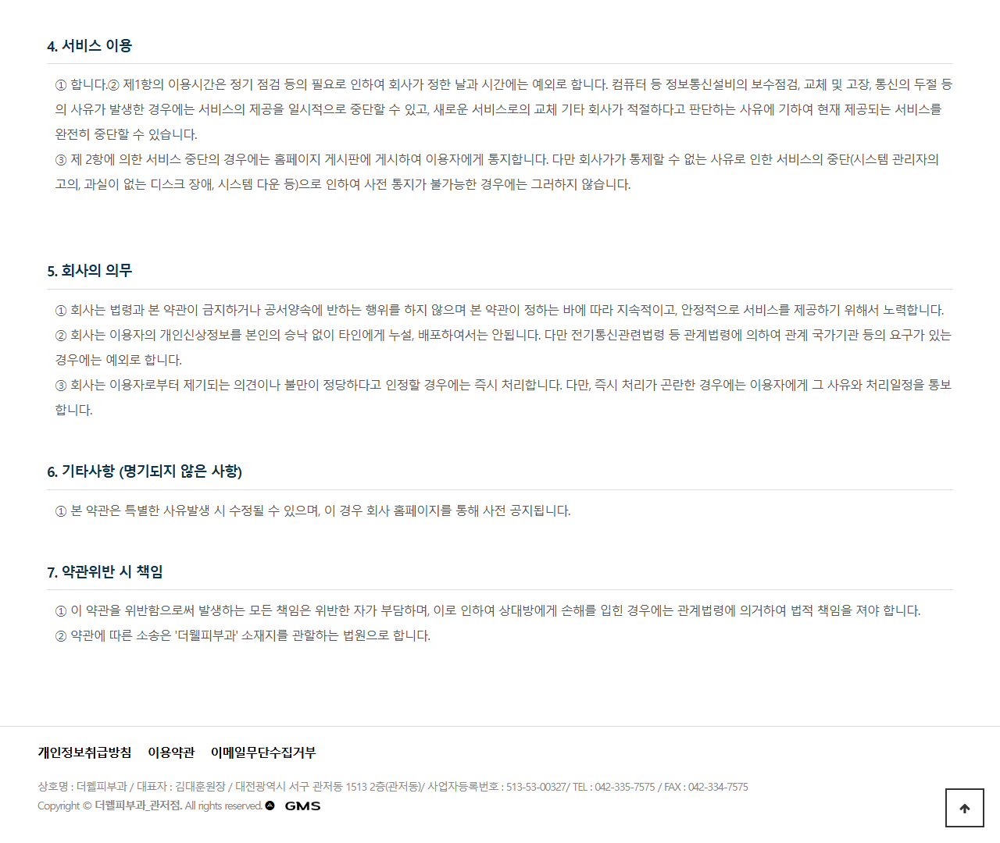 4. 서비스 이용
① 합니다.② 제1항의 이용시간은 정기 점검 등의 필요로 인하여 회사가 정한 날과 시간에는 예외로 합니다. 컴퓨터 등 정보통신설비의 보수점검, 교체 및 고장, 통신의 두절 등
의 사유가 발생한 경우에는 서비스의 제공을 일시적으로 중단할 수 있고, 새로운 서비스로의 교체 기타 회사가 적절하다고 판단하는 사유에 기하여 현재 제공되는 서비스를
완전히 중단할 수 있습니다.
③ 제 2항에 의한 서비스 중단의 경우에는 홈페이지 게시판에 게시하여 이용자에게 통지합니다. 다만 회사가가 통제할 수 없는 사유로 인한 서비스의 중단(시스템 관리자의
고의, 과실이 없는 디스크 장애, 시스템 다운 등)으로 인하여 사전 통지가 불가능한 경우에는 그러하지 않습니다.
5. 회사의 의무
① 회사는 법령과 본 약관이 금지하거나 공서양속에 반하는 행위를 하지 않으며 본 약관이 정하는 바에 따라 지속적이고, 안정적으로 서비스를 제공하기 위해서 노력합니다.
② 회사는 이용자의 개인신상정보를 본인의 승낙 없이 타인에게 누설, 배포하여서는 안됩니다. 다만 전기통신관련법령 등 관계법령에 의하여 관계 국가기관 등의 요구가 있는
경우에는 예외로 합니다.
③ 회사는 이용자로부터 제기되는 의견이나 불만이 정당하다고 인정할 경우에는 즉시 처리합니다. 다만, 즉시 처리가 곤란한 경우에는 이용자에게 그 사유와 처리일정을 통보
합니다.
6. 기타사항 (명기되지 않은 사항)
① 본 약관은 특별한 사유발생 시 수정될 수 있으며, 이 경우 회사 홈페이지를 통해 사전 공지됩니다.
7. 약관위반 시 책임
① 이 약관을 위반함으로써 발생하는 모든 책임은 위반한 자가 부담하며, 이로 인하여 상대방에게 손해를 입힌 경우에는 관계법령에 의거하여 법적 책임을 져야 합니다.
② 약관에 따른 소송은 '더웰피부과' 소재지를 관할하는 법원으로 합니다.
개인정보취급방침 이용약관 이메일무단수집거부
상호명 : 더웰피부과 / 대표자 : 김대훈원장 / 대전광역시 서구 관저동 1513 2층(관저동)/ 사업자등록번호 : 513-53-00327/ TEL : 042-335-7575 / FAX : 042-334-7575
Copyright © 더웰피부과_관저점. All rights reserved. A GMS